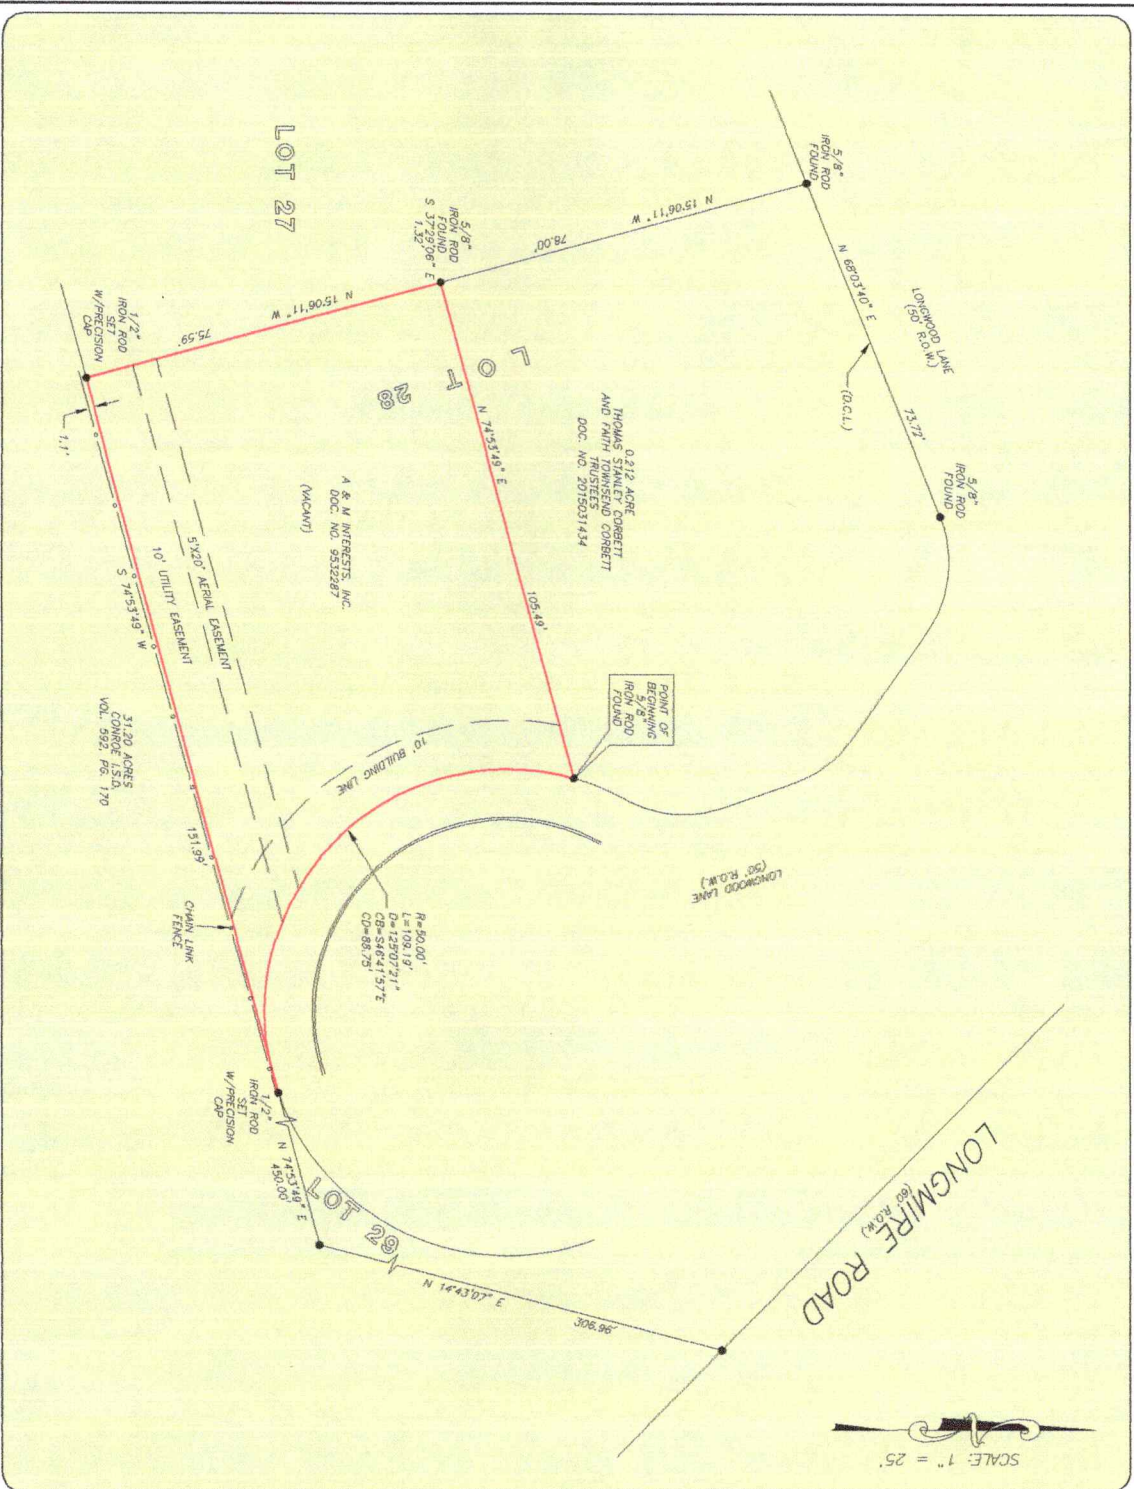 5/8"
IRON ROD
FOUND
N 68°03'40" E
73.72'
LONGWOOD LANE
(50' R.O.W.)
(D.C.L.)
5/8"
IRON ROD
FOUND
N 15°06'11" W
78.00'
5/8"
IRON ROD
FOUND
S 37°29'06" E
1.32'
LOT 27
N 15°06'11" W
75.59'
1/2"
IRON ROD
SET
W/PRECISION
CAP
1.1'
LOT
28
N 74°53'49" E
105.49'
0.212 ACRE
THOMAS STANLEY CORBETT
AND FAITH TOWNSEND CORBETT
TRUSTEES
DOC. NO. 2015031434
A & M INTERESTS, INC.
DOC. NO. 9532287
(VACANT)
5'X20' AERIAL EASEMENT
10' UTILITY EASEMENT
S 74°53'49" W
151.99'
31.20 ACRES
CONROE I.S.D.
VOL. 592, PG. 170
POINT OF
BEGINNING
5/8"
IRON ROD
FOUND
10' BUILDING LINE
LONGWOOD LANE
(50' R.O.W.)
R=50.00'
L=109.19'
D=125°07'21"
CB=S46°41'57"E
CD=88.75'
CHAIN LINK
FENCE
1/2"
IRON ROD
SET
W/PRECISION
CAP
N 74°53'49" E
450.00'
LOT 29
N 14°43'07" E
306.96'
LONGMIRE ROAD
(60' R.O.W.)
SCALE: 1" = 25'